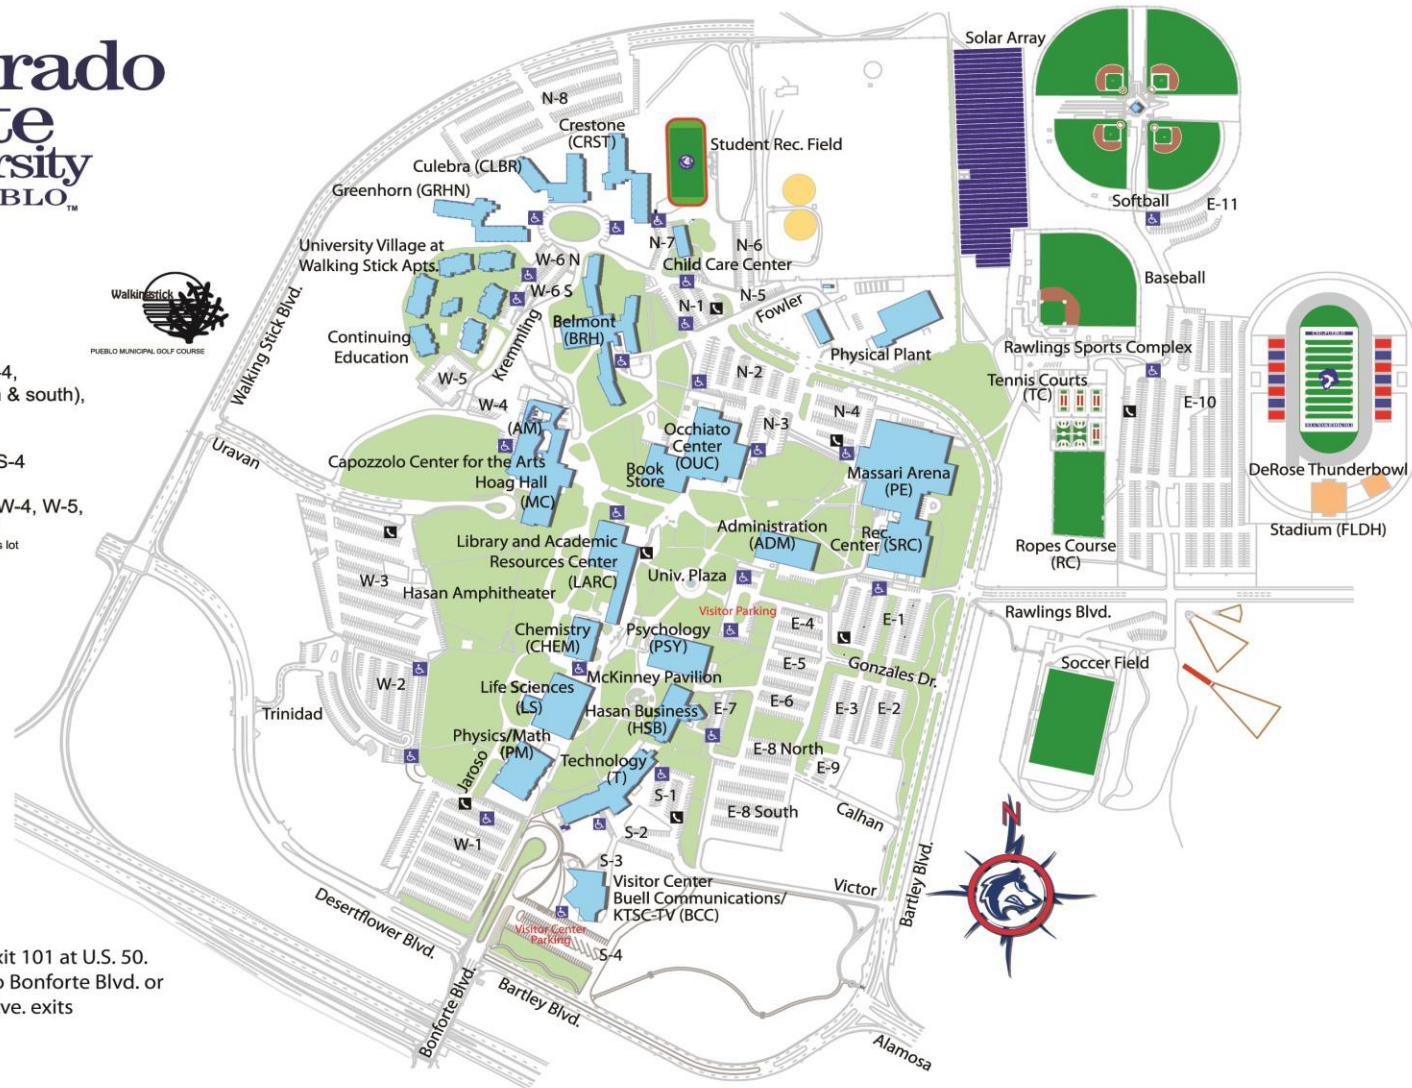 rado
te
rsity
BLO™
Walkingstick
PUEBLO MUNICIPAL GOLF COURSE
-4,
& south),
S-4
W-4, W-5,
s lot
xit 101 at U.S. 50.
o Bonforte Blvd. or
ve. exits
Solar Array
N-8
Crestone
(CRST)
Student Rec. Field
Culebra (CLBR)
Greenhorn (GRHN)
Softball
E-11
University Village at
Walking Stick Apts.
W-6 N
W-6 S
N-7
N-6
Child Care Center
N-5
N-1
Fowler
Baseball
Walking Stick Blvd.
Continuing
Education
Kremmling
Belmont
(BRH)
Physical Plant
Rawlings Sports Complex
W-5
N-2
Tennis Courts
(TC)
E-10
W-4
(AM)
N-4
N-3
Occhiato
Center
(OUC)
Uravan
Capozzolo Center for the Arts
Hoag Hall
(MC)
Book
Store
Massari Arena
(PE)
DeRose Thunderbowl
Stadium (FLDH)
Administration
(ADM)
Rec.
Center (SRC)
Library and Academic
Resources Center
(LARC)
Ropes Course
(RC)
W-3
Hasan Amphitheater
Univ. Plaza
Visitor Parking
E-4
E-1
Rawlings Blvd.
Chemistry
(CHEM)
Psychology
(PSY)
E-5
Gonzales Dr.
Soccer Field
McKinney Pavilion
W-2
Life Sciences
(LS)
E-6
E-7
E-3
E-2
Hasan Business
(HSB)
Trinidad
Physics/Math
(PM)
Jaroso
Technology
(T)
E-8 North
E-9
S-1
E-8 South
Calhan
W-1
S-2
N
S-3
Visitor Center
Buell Communications/
KTSC-TV (BCC)
Victor
Bartley Blvd.
Desertflower Blvd.
Visitor Center
Parking
S-4
Bonforte Blvd.
Bartley Blvd.
Alamosa